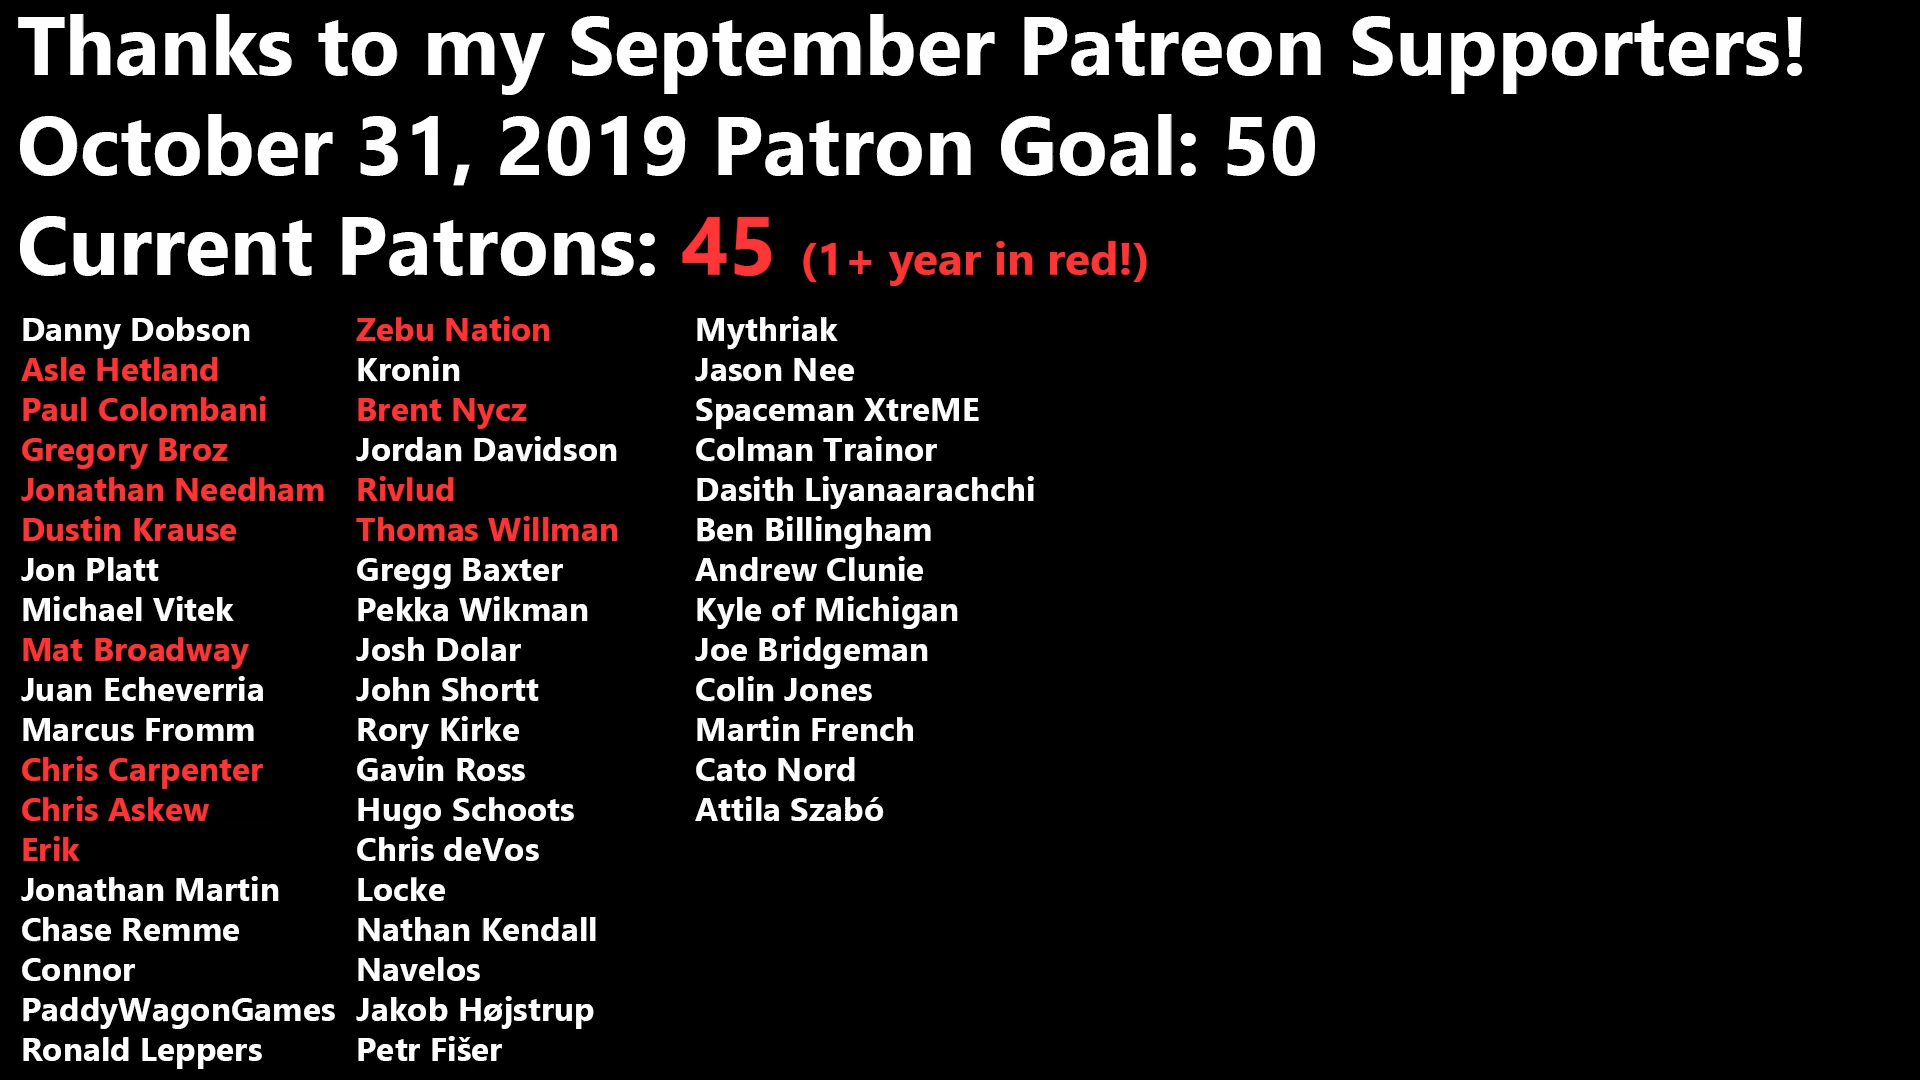 Thanks to my September Patreon Supporters!
October 31, 2019 Patron Goal: 50
Current Patrons: 45 (1+ year in red!)
Danny Dobson
Asle Hetland
Paul Colombani
Gregory Broz
Jonathan Needham
Dustin Krause
Jon Platt
Michael Vitek
Mat Broadway
Juan Echeverria
Marcus Fromm
Chris Carpenter
Chris Askew
Erik
Jonathan Martin
Chase Remme
Connor
PaddyWagonGames
Ronald Leppers
Zebu Nation
Kronin
Brent Nycz
Jordan Davidson
Rivlud
Thomas Willman
Gregg Baxter
Pekka Wikman
Josh Dolar
John Shortt
Rory Kirke
Gavin Ross
Hugo Schoots
Chris deVos
Locke
Nathan Kendall
Navelos
Jakob Højstrup
Petr Fišer
Mythriak
Jason Nee
Spaceman XtreME
Colman Trainor
Dasith Liyanaarachchi
Ben Billingham
Andrew Clunie
Kyle of Michigan
Joe Bridgeman
Colin Jones
Martin French
Cato Nord
Attila Szabó